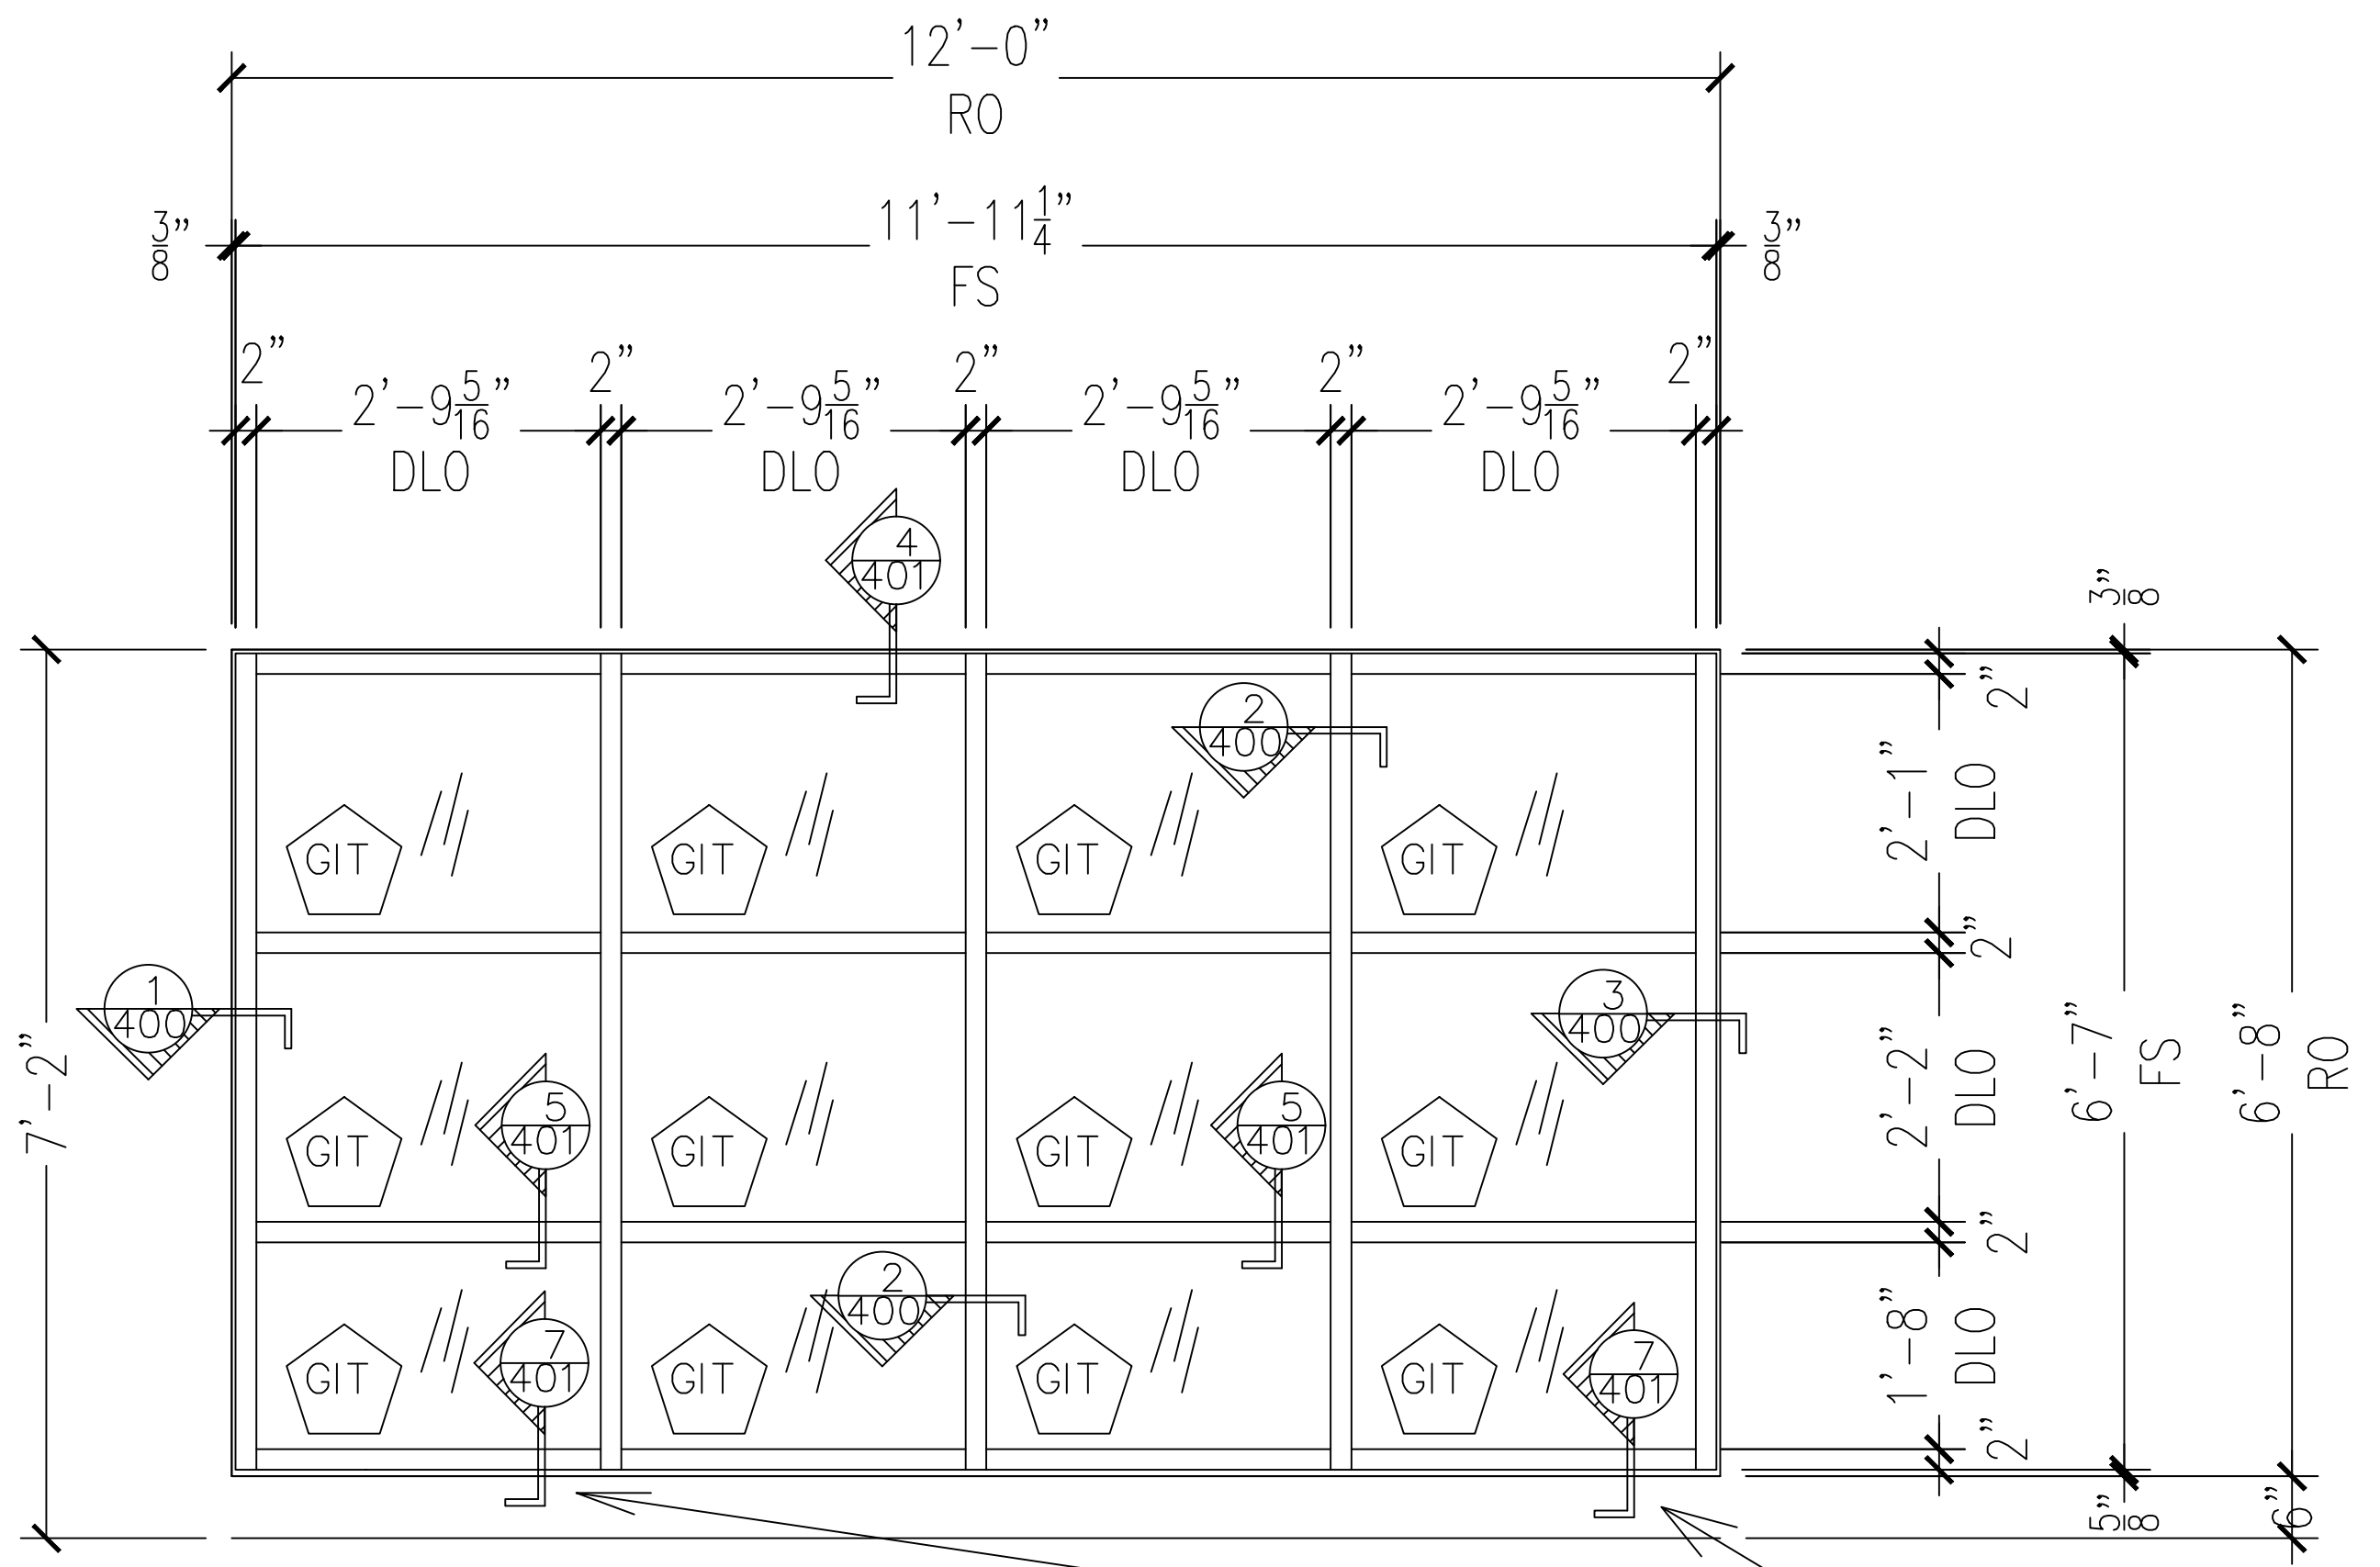 12'-0"
RO
3/8" 11'-11 1/4" 3/8"
FS
2" 2" 2" 2" 2"
2'-9 5/16" 2'-9 5/16" 2'-9 5/16" 2'-9 5/16"
DLO DLO DLO DLO
4
401
3/8"
2"
2
400
2'-1"
DLO
GIT GIT GIT GIT
2"
1
400
3
400
7'-2"
2'-2"
DLO
6'-7"
FS
6'-8"
RO
5
401
5
401
GIT GIT GIT GIT
2"
2
400
1'-8"
DLO
7
401
7
401
GIT GIT GIT GIT
2"
5/8"
6"